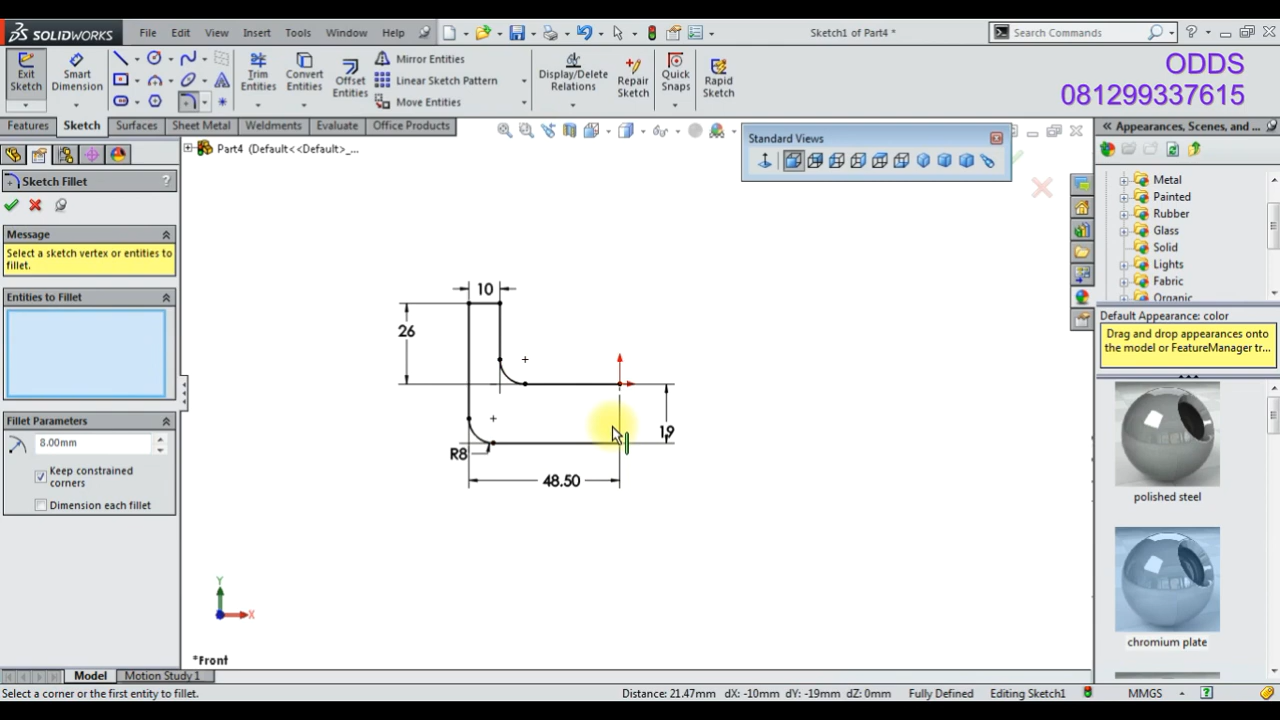 SOLIDWORKS
File
Edit
View
Insert
Tools
Window
Help
Sketch1 of Part4 *
Search Commands
ODDS
081299337615
Exit Sketch
Smart Dimension
Trim Entities
Convert Entities
Offset Entities
Mirror Entities
Linear Sketch Pattern
Move Entities
Display/Delete Relations
Repair Sketch
Quick Snaps
Rapid Sketch
Features
Sketch
Surfaces
Sheet Metal
Weldments
Evaluate
Office Products
Standard Views
Appearances, Scenes, and ...
Part4 (Default<<Default>_...
Sketch Fillet
?
Message
Select a sketch vertex or entities to
fillet.
Entities to Fillet
Fillet Parameters
8.00mm
Keep constrained
corners
Dimension each fillet
10
26
19
R8
48.50
Y
X
*Front
Metal
Painted
Rubber
Glass
Solid
Lights
Fabric
Organic
Default Appearance: color
Drag and drop appearances onto
the model or FeatureManager tr...
polished steel
chromium plate
Model
Motion Study 1
Select a corner or the first entity to fillet.
Distance: 21.47mm dX: -10mm dY: -19mm dZ: 0mm
Fully Defined
Editing Sketch1
MMGS
?